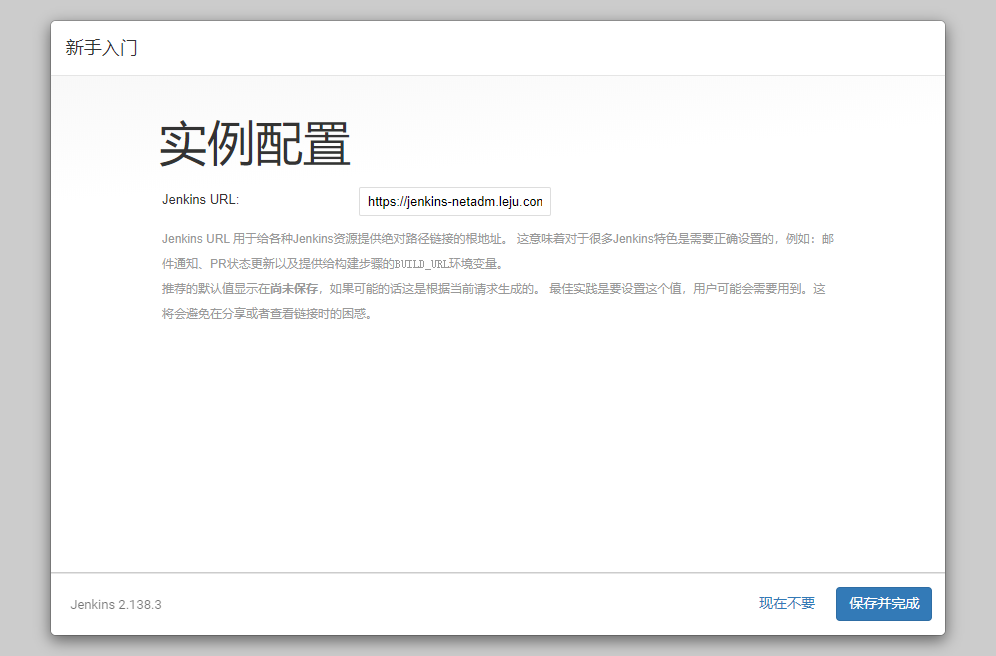 新手入门
实例配置
Jenkins URL: https://jenkins-netadm.leju.con
Jenkins URL 用于给各种Jenkins资源提供绝对路径链接的根地址。 这意味着对于很多Jenkins特色是需要正确设置的，例如：邮
件通知、PR状态更新以及提供给构建步骤的BUILD_URL环境变量。
推荐的默认值显示在尚未保存，如果可能的话这是根据当前请求生成的。 最佳实践是要设置这个值，用户可能会需要用到。这
将会避免在分享或者查看链接时的困惑。
Jenkins 2.138.3 现在不要 保存并完成